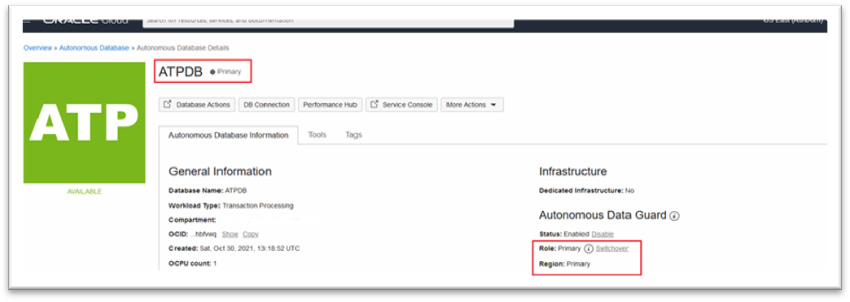 ORACLE Cloud
Search for resources, services, and documentation
US East (Ashburn)
Overview » Autonomous Database » Autonomous Database Details
ATP
AVAILABLE
ATPDB Primary
Database Actions DB Connection Performance Hub Service Console More Actions
Autonomous Database Information Tools Tags
General Information
Database Name: ATPDB
Workload Type: Transaction Processing
Compartment:
OCID: ...hbfvwq Show Copy
Created: Sat, Oct 30, 2021, 13:18:52 UTC
OCPU count: 1
Infrastructure
Dedicated Infrastructure: No
Autonomous Data Guard
Status: Enabled Disable
Role: Primary Switchover
Region: Primary